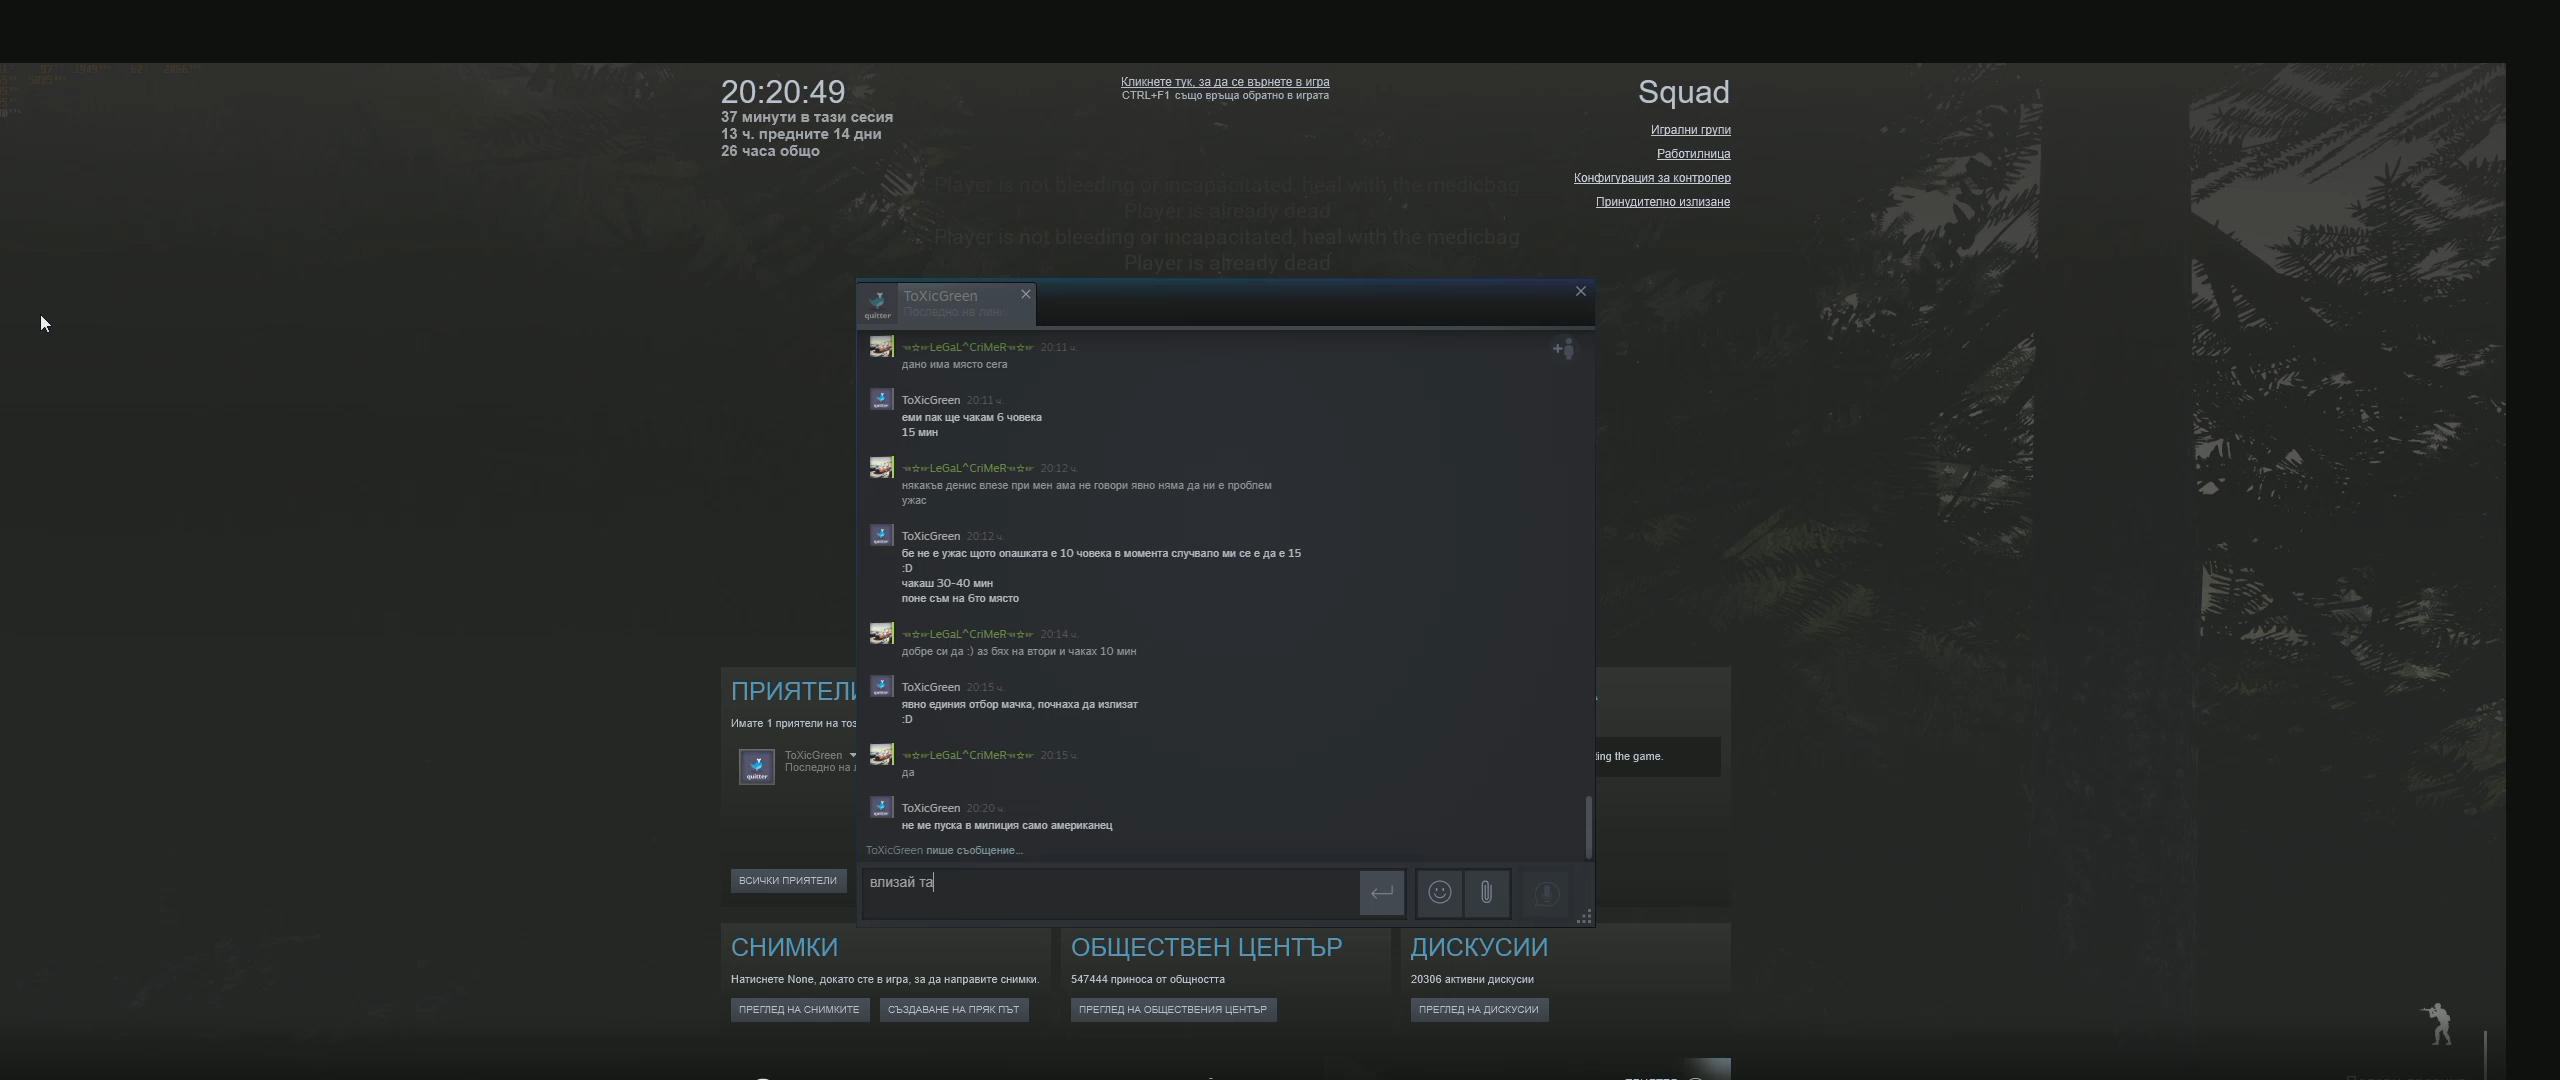 20:20:49
37 минути в тази сесия
13 ч. предните 14 дни
26 часа общо
Кликнете тук, за да се върнете в игра
CTRL+F1 също връща обратно в играта
Squad
Игрални групи
Работилница
Конфигурация за контролер
Принудително излизане
Player is not bleeding or incapacitated, heal with the medicbag
Player is already dead
Player is not bleeding or incapacitated, heal with the medicbag
Player is already dead
quitter
ToXicGreen
Последно на лини
LeGaL^CriMeR 20:11 ч.
дано има място сега
ToXicGreen 20:11 ч.
еми пак ще чакам 6 човека
15 мин
LeGaL^CriMeR 20:12 ч.
някакъв денис влезе при мен ама не говори явно няма да ни е проблем
ужас
ToXicGreen 20:12 ч.
бе не е ужас щото опашката е 10 човека в момента случвало ми се е да е 15
:D
чакаш 30-40 мин
поне съм на 6то място
LeGaL^CriMeR 20:14 ч.
добре си да :) аз бях на втори и чаках 10 мин
ToXicGreen 20:15 ч.
явно единия отбор мачка, почнаха да излизат
:D
LeGaL^CriMeR 20:15 ч.
да
ToXicGreen 20:20 ч.
не ме пуска в милиция само американец
ToXicGreen пише съобщение...
влизай та
ПРИЯТЕЛИ
Имате 1 приятели на тоз
ToXicGreen
Последно на л
quitter
ting the game.
ВСИЧКИ ПРИЯТЕЛИ
СНИМКИ
Натиснете None, докато сте в игра, за да направите снимки.
ПРЕГЛЕД НА СНИМКИТЕ
СЪЗДАВАНЕ НА ПРЯК ПЪТ
ОБЩЕСТВЕН ЦЕНТЪР
547444 приноса от общността
ПРЕГЛЕД НА ОБЩЕСТВЕНИЯ ЦЕНТЪР
ДИСКУСИИ
20306 активни дискусии
ПРЕГЛЕД НА ДИСКУСИИ